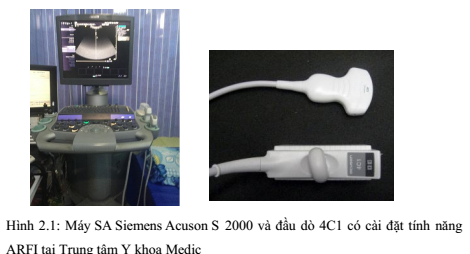 4C1
Hình 2.1: Máy SA Siemens Acuson S 2000 và đầu dò 4C1 có cài đặt tính năng
ARFI tại Trung tâm Y khoa Medic